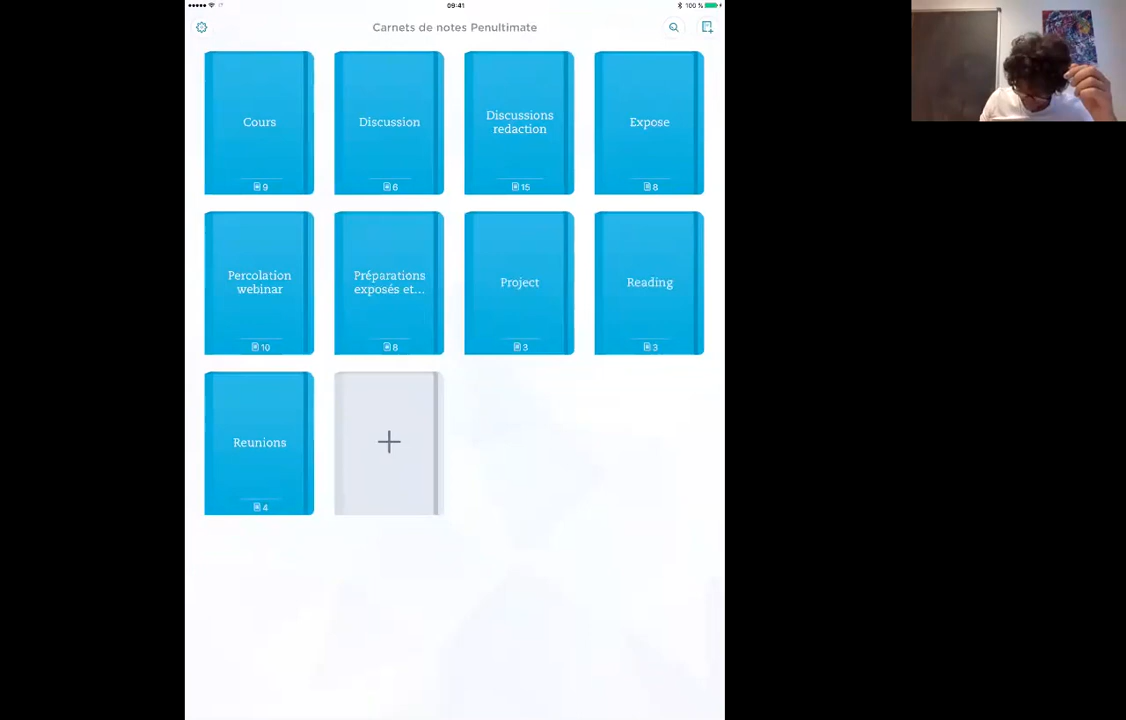 09:41
100 %
Carnets de notes Penultimate
Cours
9
Discussion
6
Discussions
redaction
15
Expose
8
Percolation
webinar
10
Préparations
exposés et...
8
Project
3
Reading
3
Reunions
4